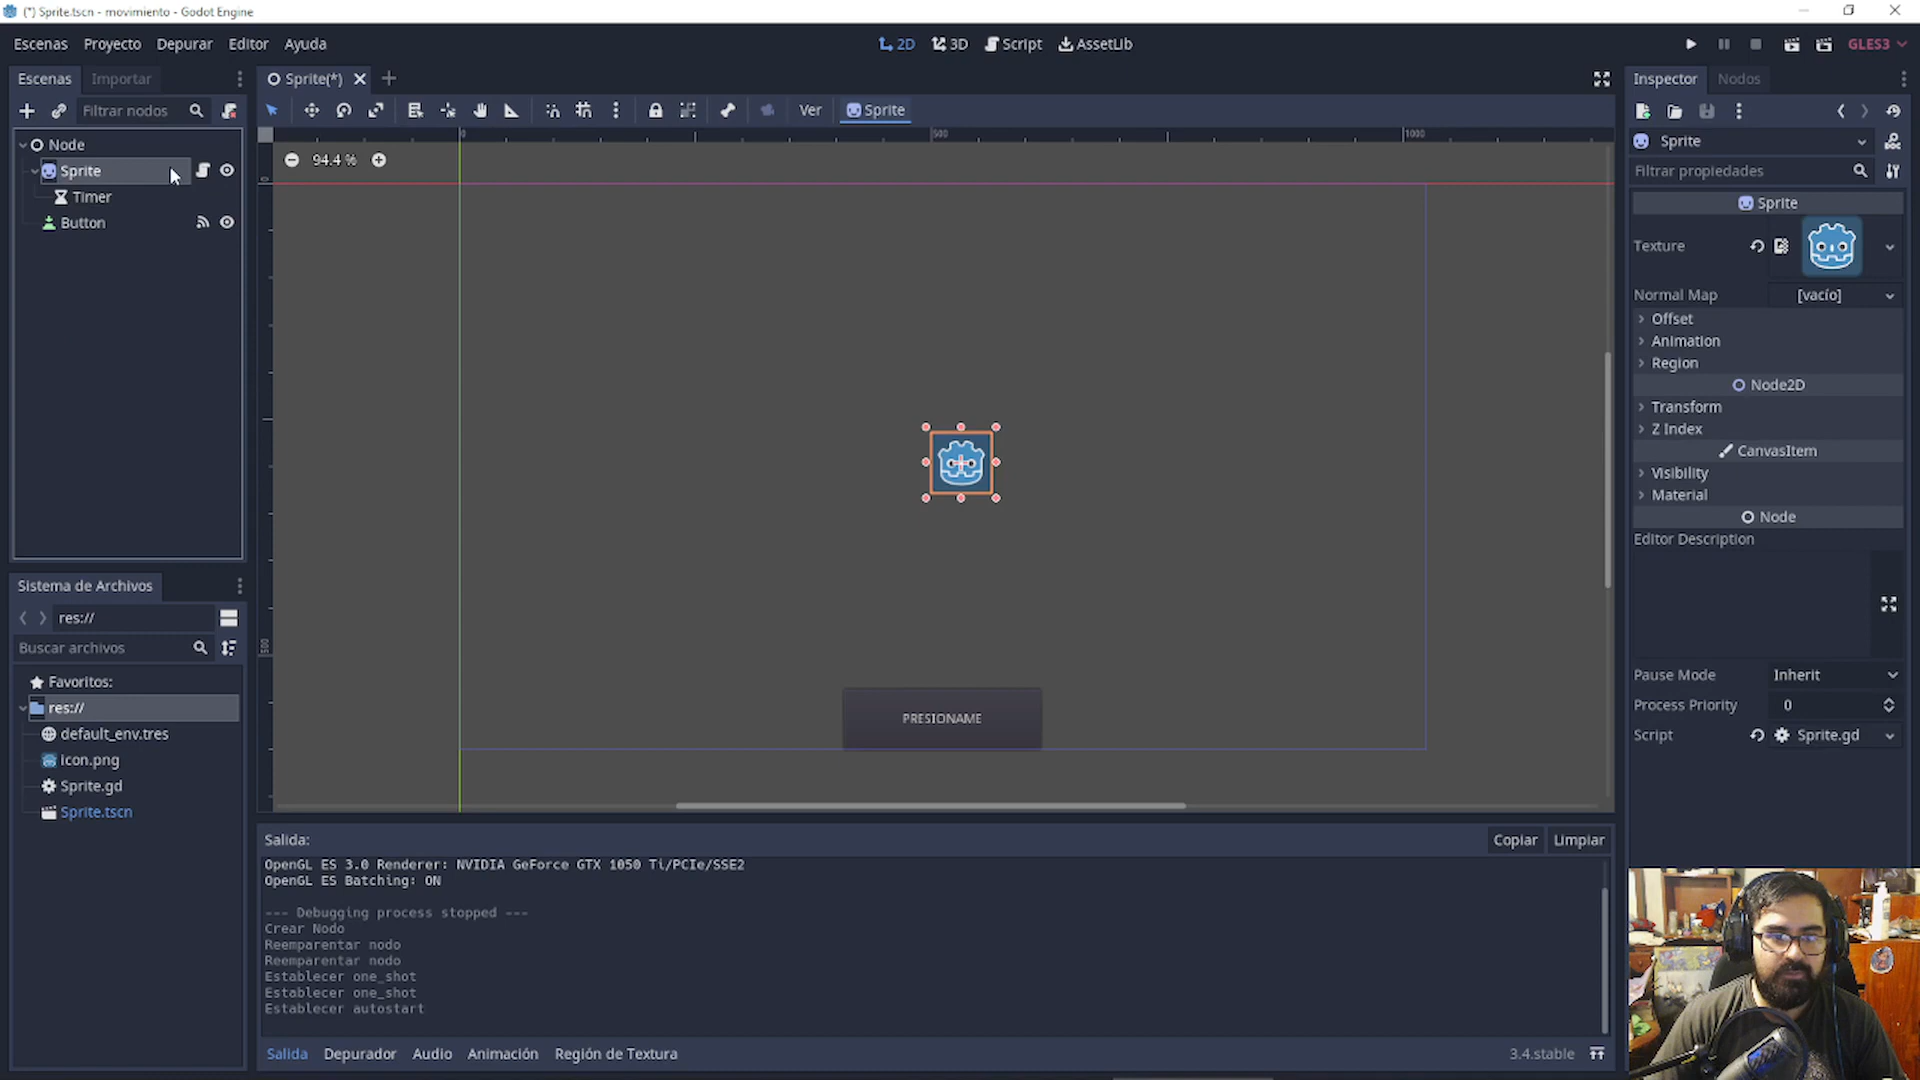 (*) Sprite.tscn - movimiento - Godot Engine
Escenas Proyecto Depurar Editor Ayuda
2D 3D Script AssetLib
GLES3
Escenas Importar
Sprite(*)
Inspector Nodos
Filtrar nodos
Ver Sprite
0 500 1000
94.4 %
Node
Sprite
Timer
Button
Sprite
Filtrar propiedades
Sprite
Texture
Normal Map [vacío]
Offset
Animation
Region
Node2D
Transform
Z Index
CanvasItem
Visibility
Material
Node
Editor Description
Pause Mode Inherit
Process Priority 0
Script Sprite.gd
0
500
PRESIONAME
Sistema de Archivos
res://
Buscar archivos
Favoritos:
res://
default_env.tres
icon.png
Sprite.gd
Sprite.tscn
Salida:
Copiar Limpiar
OpenGL ES 3.0 Renderer: NVIDIA GeForce GTX 1050 Ti/PCIe/SSE2
OpenGL ES Batching: ON
--- Debugging process stopped ---
Crear Nodo
Reemparentar nodo
Reemparentar nodo
Establecer one_shot
Establecer one_shot
Establecer autostart
Salida Depurador Audio Animación Región de Textura
3.4.stable